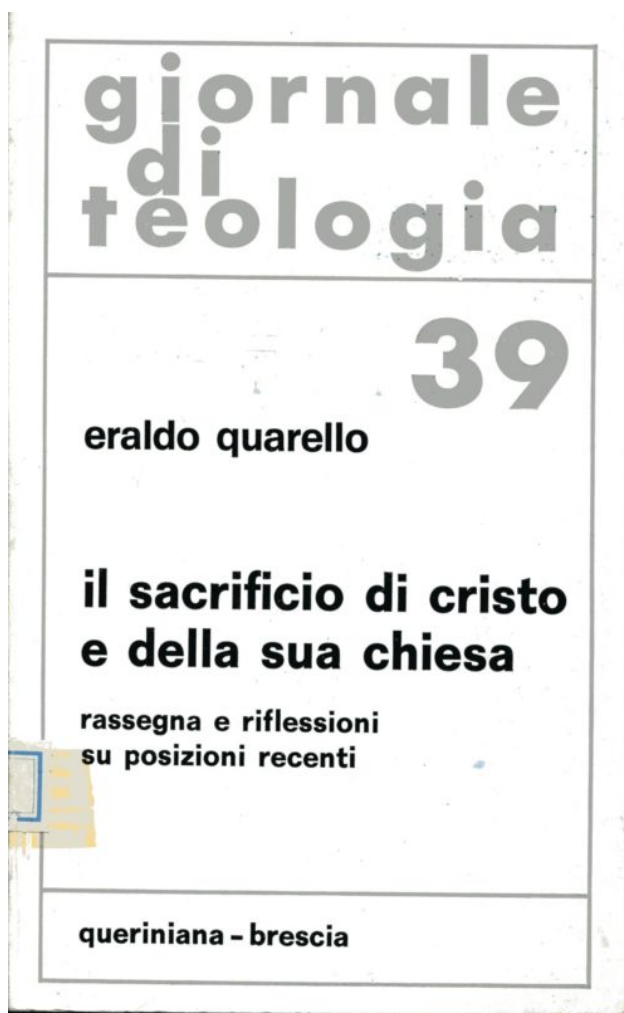 giornale
di
teologia
39
eraldo quarello
il sacrificio di cristo
e della sua chiesa
rassegna e riflessioni
su posizioni recenti
queriniana - brescia